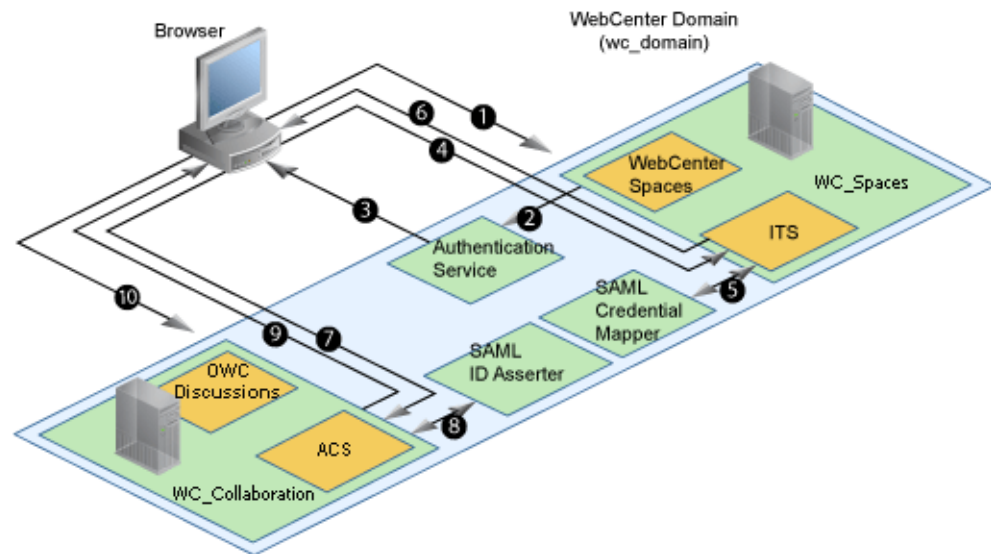 WebCenter Domain
(wc_domain)
Browser
1
6
4
WebCenter
Spaces
WC_Spaces
2
3
ITS
Authentication
Service
5
SAML
Credential
Mapper
10
9
7
SAML
ID Asserter
OWC
Discussions
8
ACS
WC_Collaboration